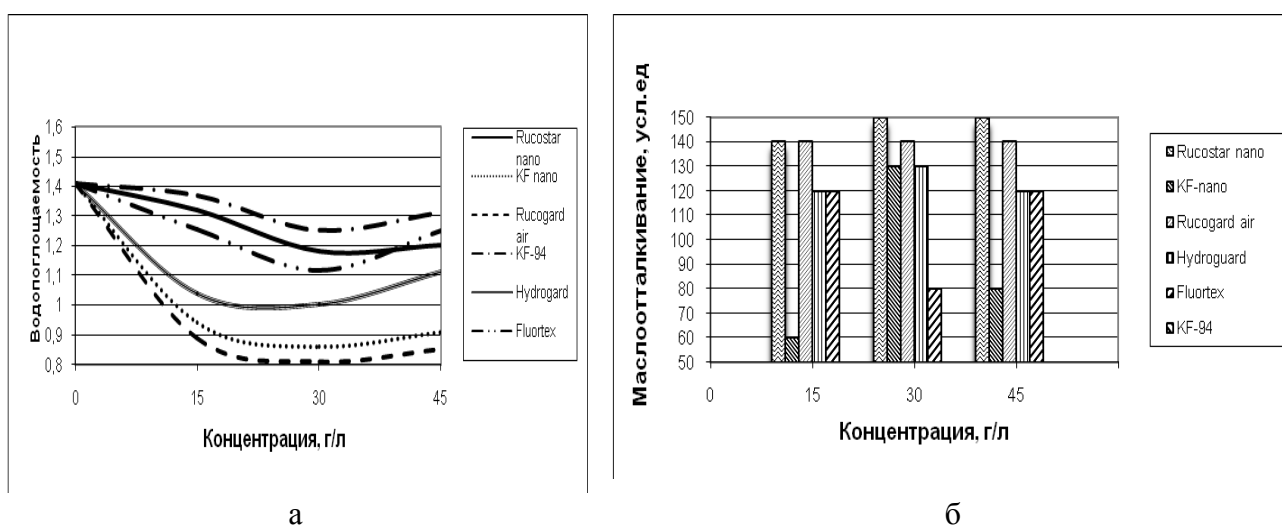 Водопоглощаемость
1,6
1,5
1,4
1,3
1,2
1,1
1
0,9
0,8
0 15 30 45
Концентрация, г/л
Rucostar
nano
KF nano
Rucogard
air
KF-94
Hydrogard
Fluortex
а
Маслоотталкивание, усл.ед
150
140
130
120
110
100
90
80
70
60
50
0 15 30 45
Концентрация, г/л
Rucostar nano
KF-nano
Rucogard air
Hydroguard
Fluortex
KF-94
б